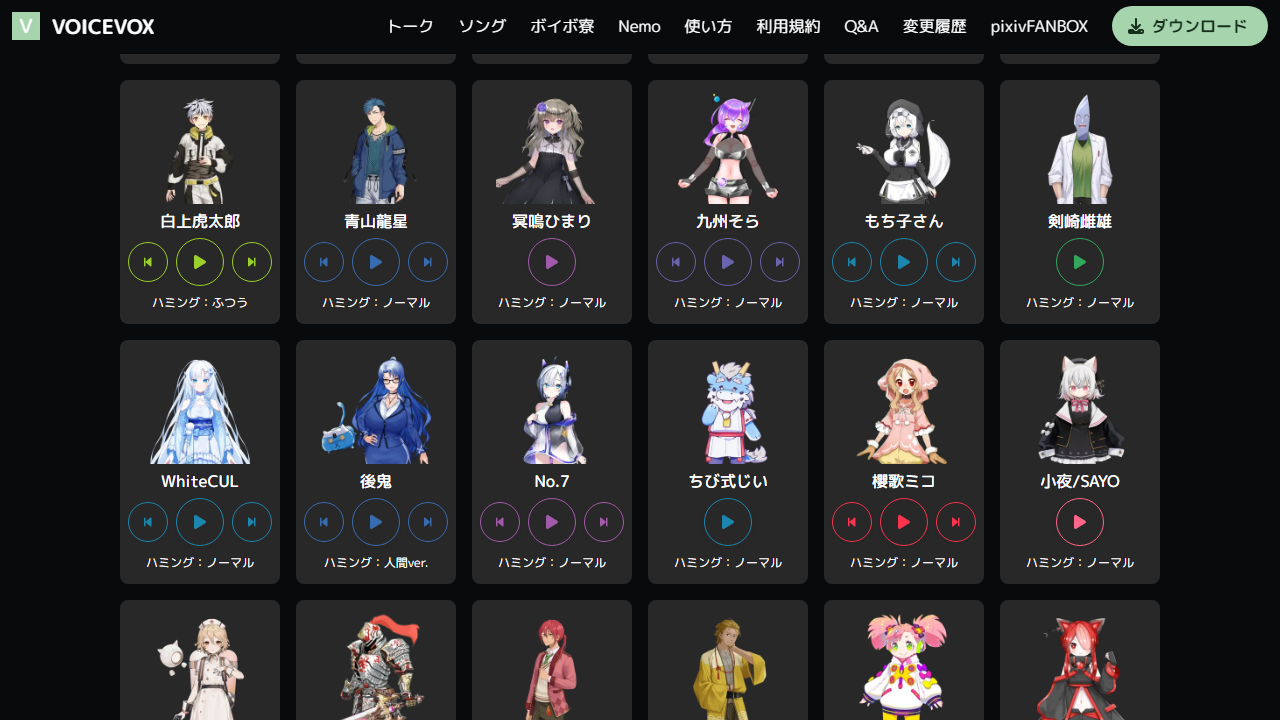 V VOICEVOX トーク ソング ボイボ寮 Nemo 使い方 利用規約 Q&A 変更履歴 pixivFANBOX ダウンロード
白上虎太郎 青山龍星 冥鳴ひまり 九州そら もち子さん 剣崎雌雄
ハミング：ふつう ハミング：ノーマル ハミング：ノーマル ハミング：ノーマル ハミング：ノーマル ハミング：ノーマル
WhiteCUL 後鬼 No.7 ちび式じい 櫻歌ミコ 小夜/SAYO
ハミング：ノーマル ハミング：人間ver. ハミング：ノーマル ハミング：ノーマル ハミング：ノーマル ハミング：ノーマル